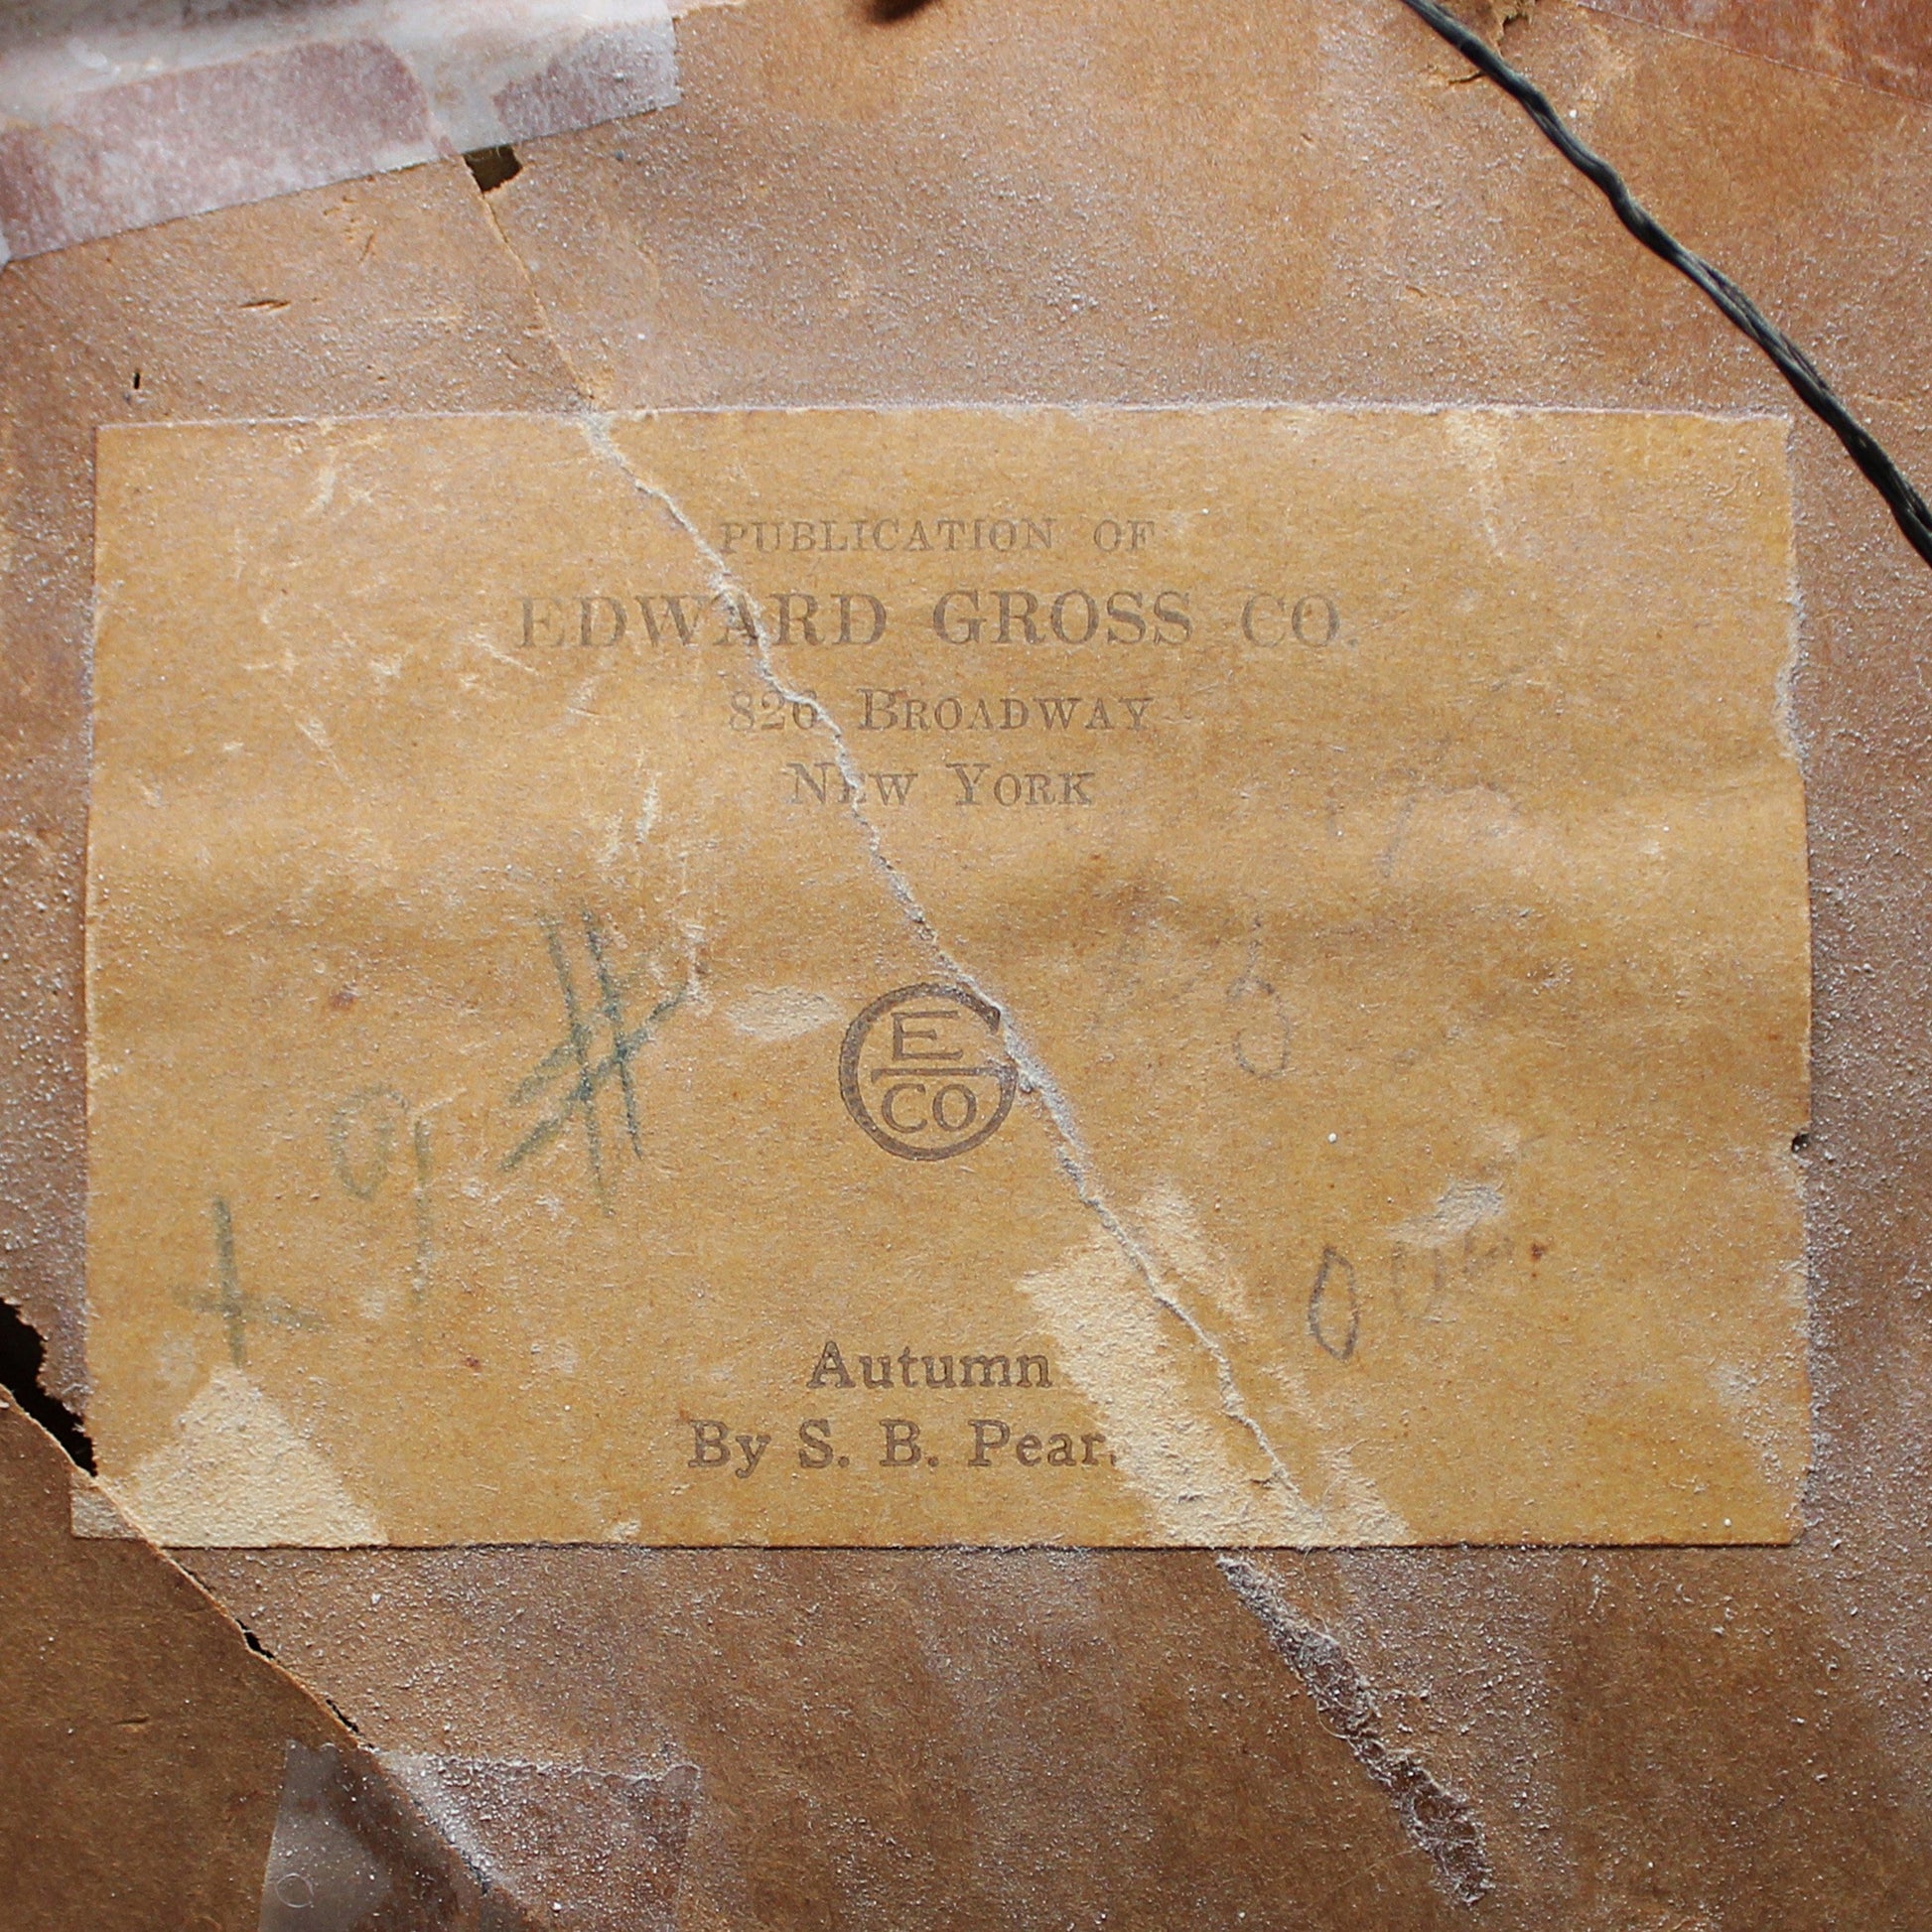 PUBLICATION OF
EDWARD GROSS CO.
826 BROADWAY
NEW YORK
E
G
CO
Autumn
By S. B. Pear